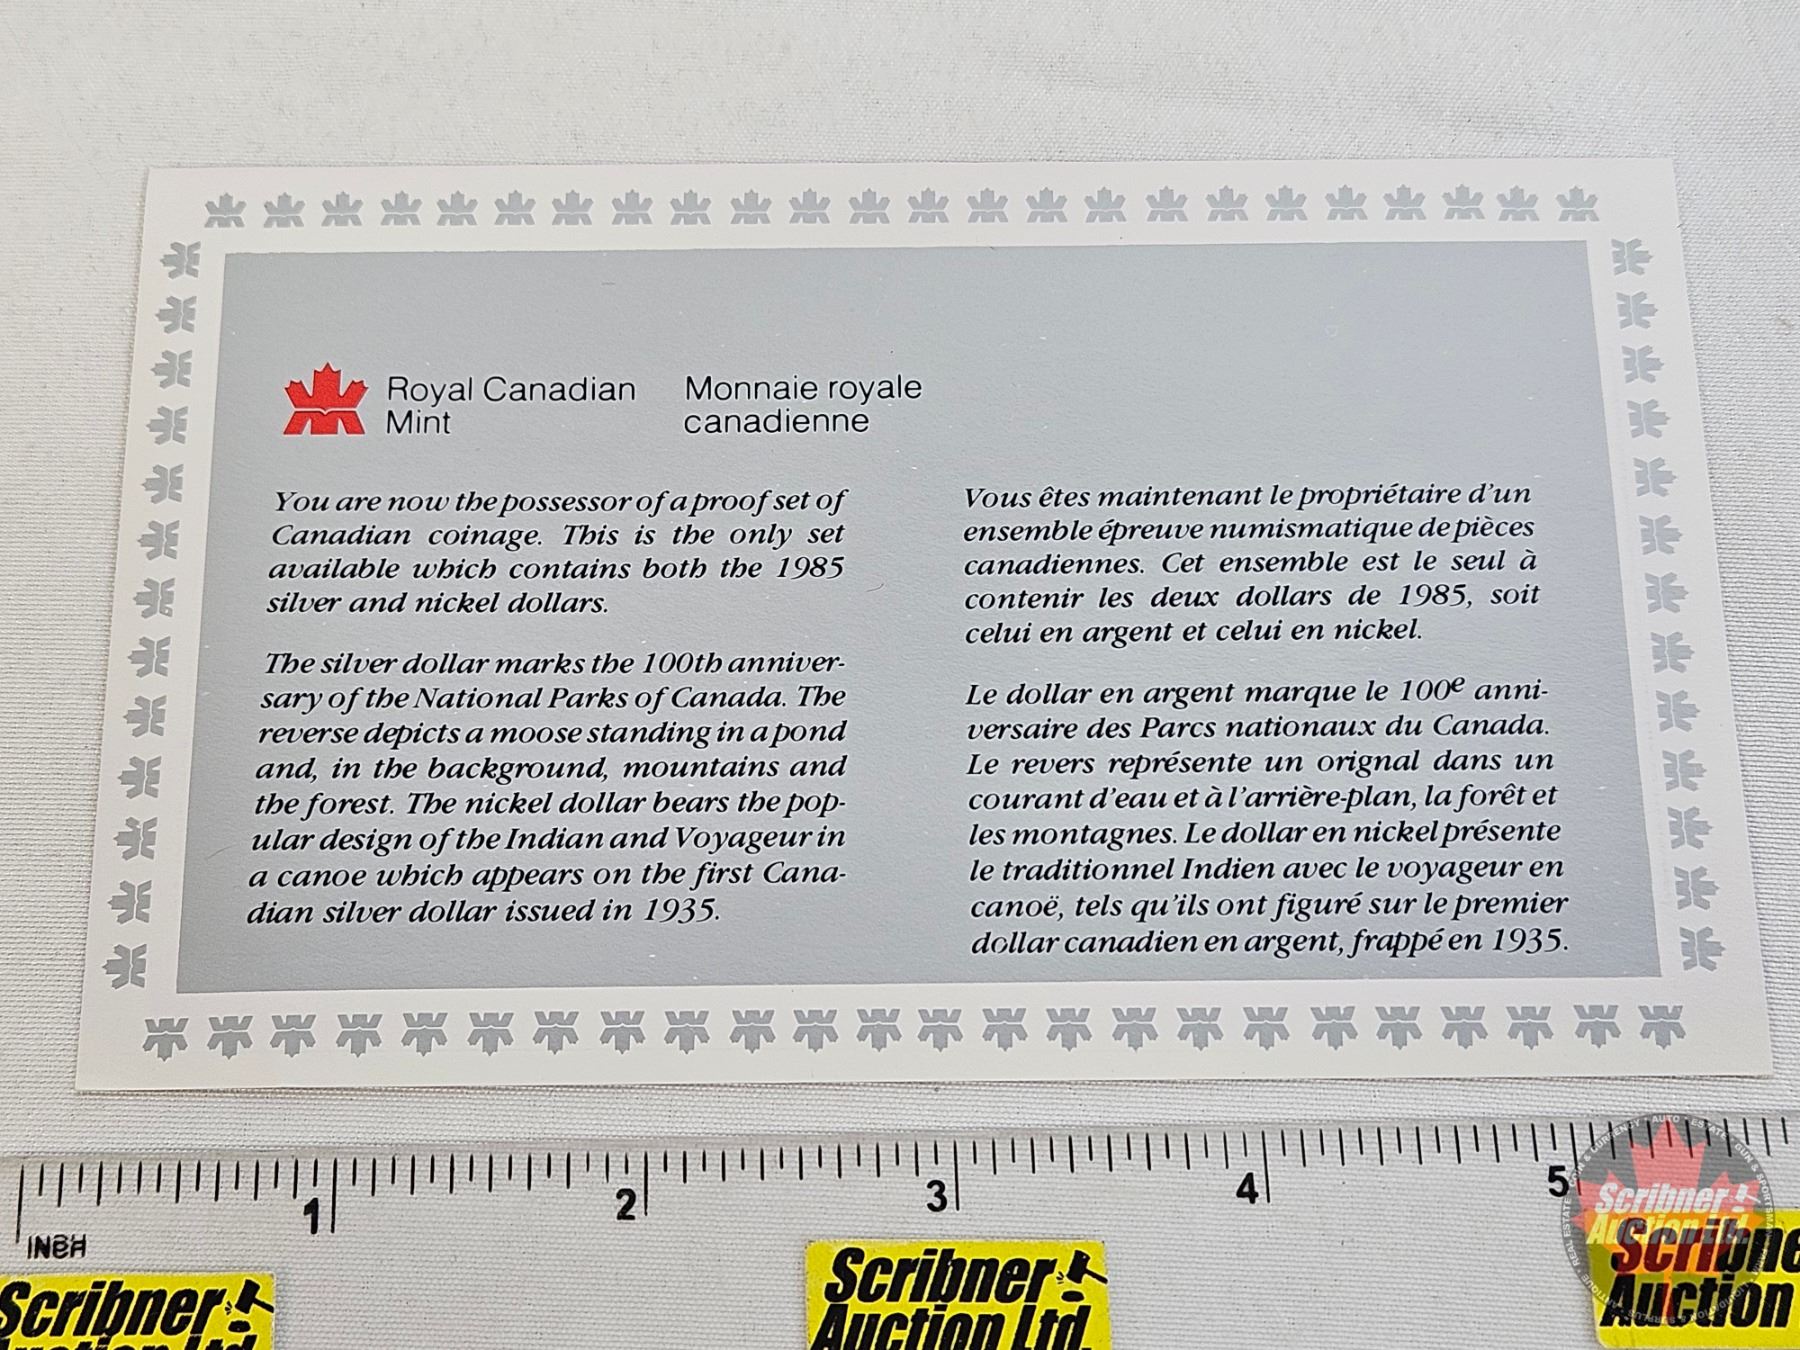 Royal Canadian
Mint
Monnaie royale
canadienne
You are now the possessor of a proof set of
Canadian coinage. This is the only set
available which contains both the 1985
silver and nickel dollars.
The silver dollar marks the 100th anniver-
sary of the National Parks of Canada. The
reverse depicts a moose standing in a pond
and, in the background, mountains and
the forest. The nickel dollar bears the pop-
ular design of the Indian and Voyageur in
a canoe which appears on the first Cana-
dian silver dollar issued in 1935.
Vous êtes maintenant le propriétaire d'un
ensemble épreuve numismatique de pièces
canadiennes. Cet ensemble est le seul à
contenir les deux dollars de 1985, soit
celui en argent et celui en nickel.
Le dollar en argent marque le 100e anni-
versaire des Parcs nationaux du Canada.
Le revers représente un orignal dans un
courant d'eau et à l'arrière-plan, la forêt et
les montagnes. Le dollar en nickel présente
le traditionnel Indien avec le voyageur en
canoë, tels qu'ils ont figuré sur le premier
dollar canadien en argent, frappé en 1935.
1 2 3 4 5
INCH
Scribner
Auction Ltd.
Scribner
Auction Ltd.
Scribner
Auction Ltd.
Scribne
Auction